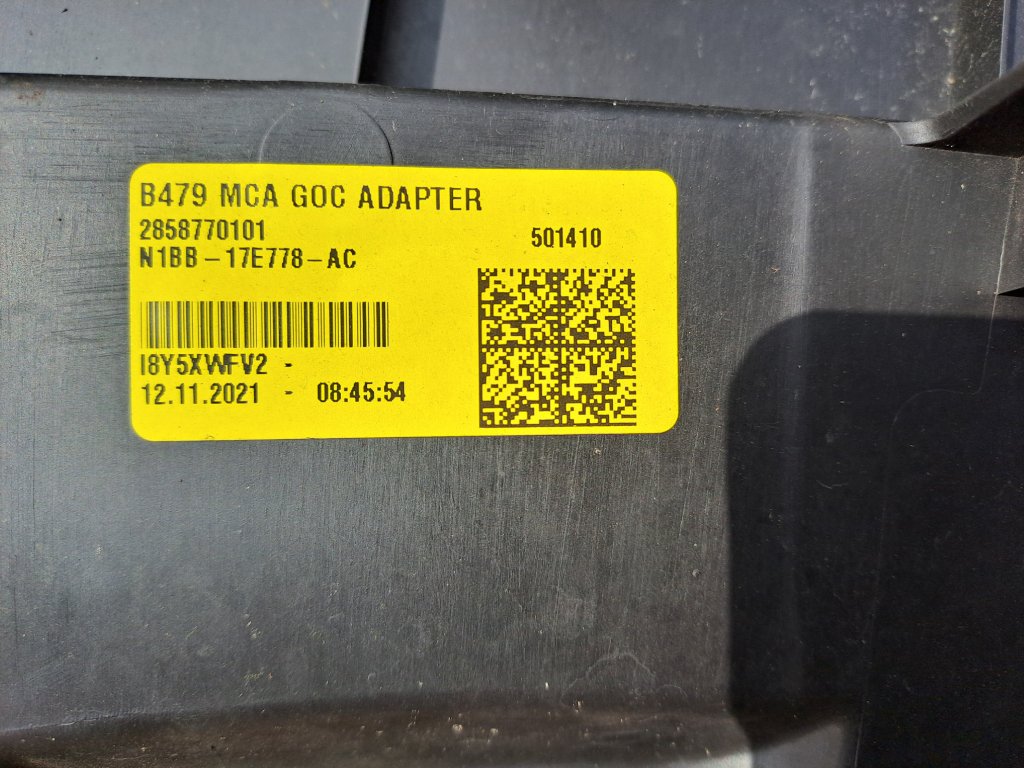 B479 MCA GOC ADAPTER
2858770101
501410
N1BB-17E778-AC
I8Y5XWFV2 -
12.11.2021 - 08:45:54